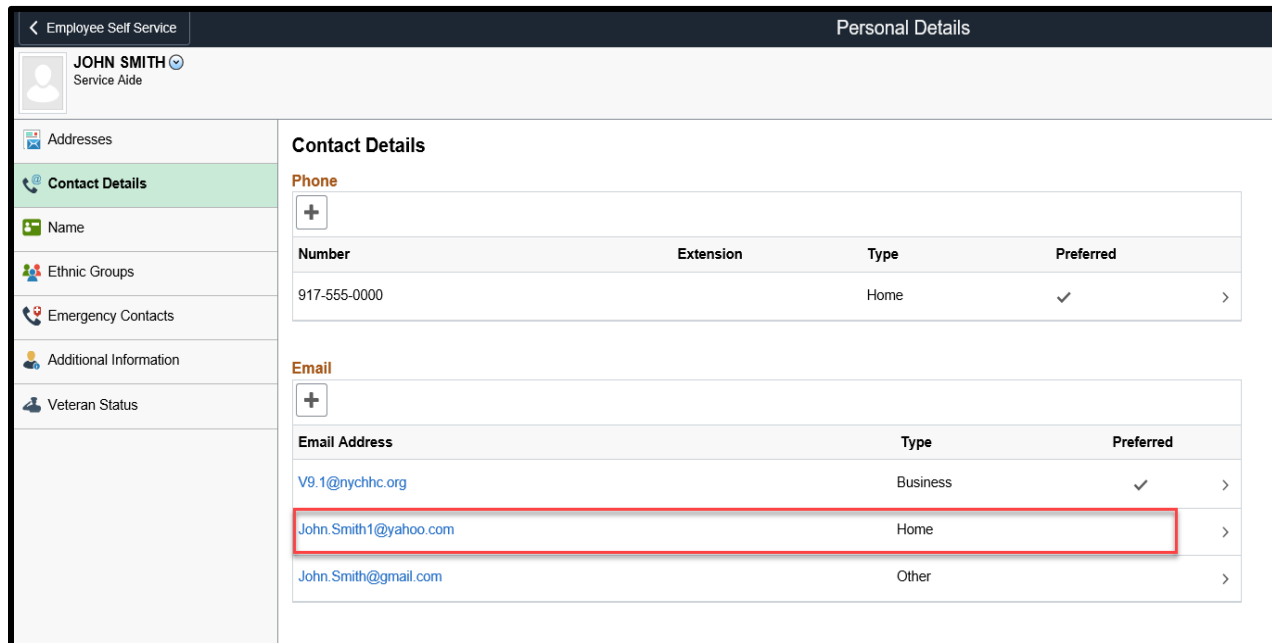 Employee Self Service
Personal Details
JOHN SMITH
Service Aide
Addresses
Contact Details
Name
Ethnic Groups
Emergency Contacts
Additional Information
Veteran Status
Contact Details
Phone
Number Extension Type Preferred
917-555-0000 Home
Email
Email Address Type Preferred
V9.1@nychhc.org Business
John.Smith1@yahoo.com Home
John.Smith@gmail.com Other